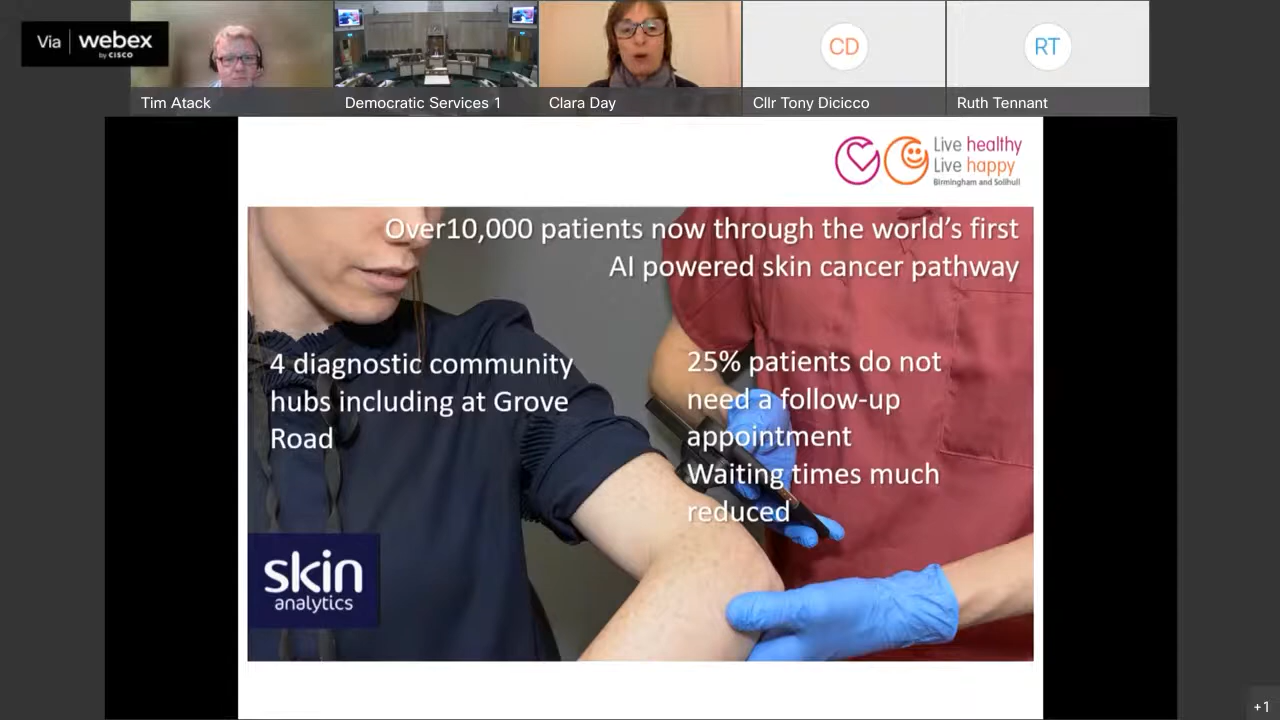 Via webex
by CISCO
Tim Atack
Democratic Services 1
Clara Day
CD
Cllr Tony Dicicco
RT
Ruth Tennant
Live healthy
Live happy
Birmingham and Solihull
Over10,000 patients now through the world's first
AI powered skin cancer pathway
4 diagnostic community
hubs including at Grove
Road
25% patients do not
need a follow-up
appointment
Waiting times much
reduced
skin
analytics
+1